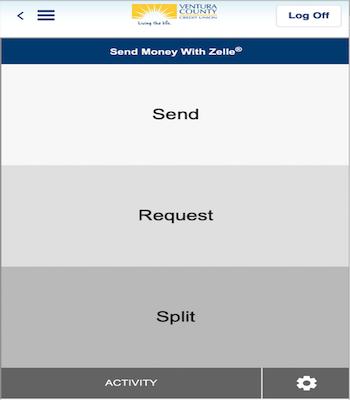 <
VENTURA
COUNTY
CREDIT UNION
Living the life.
Log Off
Send Money With Zelle®
Send
Request
Split
ACTIVITY